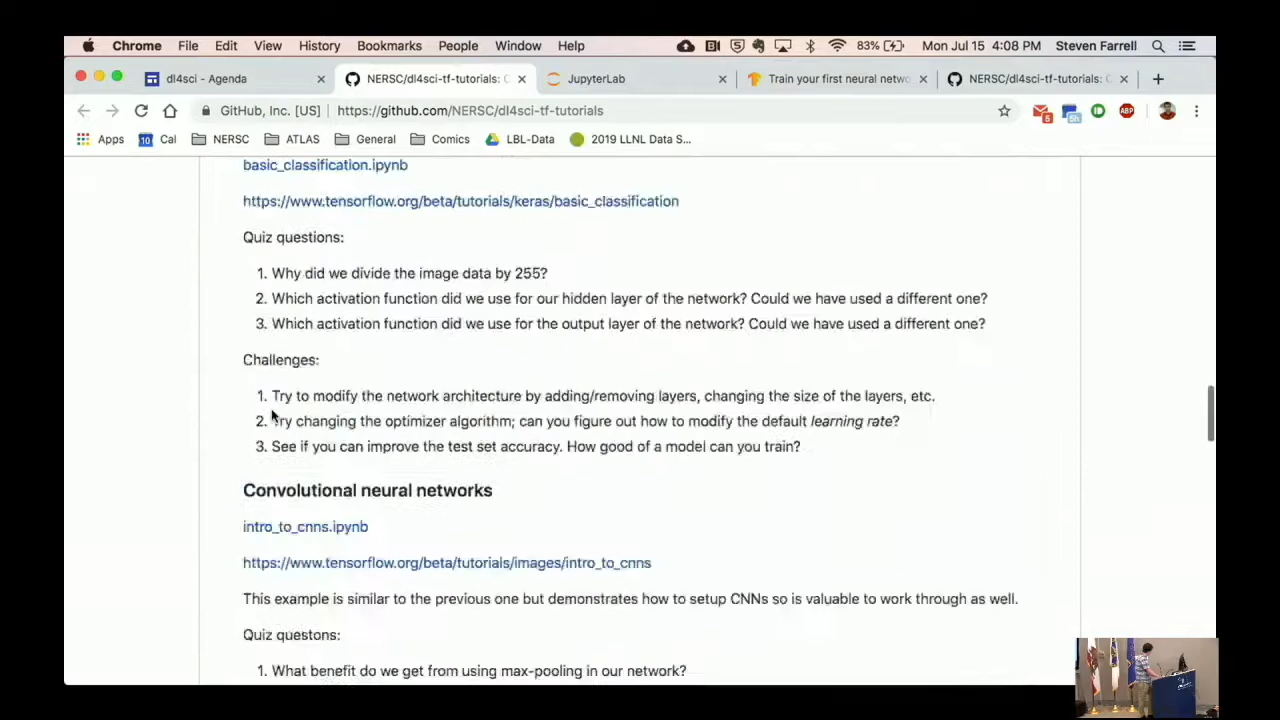 Chrome File Edit View History Bookmarks People Window Help 83% Mon Jul 15 4:08 PM Steven Farrell
dl4sci - Agenda NERSC/dl4sci-tf-tutorials: C JupyterLab Train your first neural netwo NERSC/dl4sci-tf-tutorials: C
GitHub, Inc. [US] https://github.com/NERSC/dl4sci-tf-tutorials
Apps Cal NERSC ATLAS General Comics LBL-Data 2019 LLNL Data S...
basic_classification.ipynb
https://www.tensorflow.org/beta/tutorials/keras/basic_classification
Quiz questions:
1. Why did we divide the image data by 255?
2. Which activation function did we use for our hidden layer of the network? Could we have used a different one?
3. Which activation function did we use for the output layer of the network? Could we have used a different one?
Challenges:
1. Try to modify the network architecture by adding/removing layers, changing the size of the layers, etc.
2. Try changing the optimizer algorithm; can you figure out how to modify the default learning rate?
3. See if you can improve the test set accuracy. How good of a model can you train?
Convolutional neural networks
intro_to_cnns.ipynb
https://www.tensorflow.org/beta/tutorials/images/intro_to_cnns
This example is similar to the previous one but demonstrates how to setup CNNs so is valuable to work through as well.
Quiz questons:
1. What benefit do we get from using max-pooling in our network?